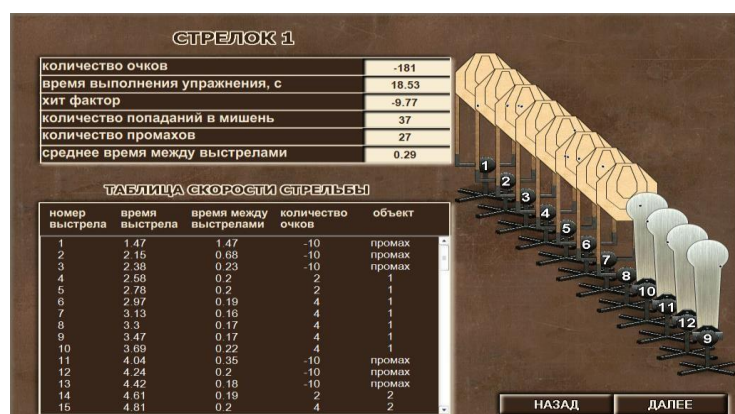 СТРЕЛОК 1
количество очков -181
время выполнения упражнения, с 18.53
хит фактор -9.77
количество попаданий в мишень 37
количество промахов 27
среднее время между выстрелами 0.29
ТАБЛИЦА СКОРОСТИ СТРЕЛЬБЫ
номер выстрела время выстрела время между выстрелами количество очков объект
1 1.47 1.47 -10 промах
2 2.15 0.68 -10 промах
3 2.38 0.23 -10 промах
4 2.58 0.2 2 1
5 2.78 0.2 2 1
6 2.97 0.19 4 1
7 3.13 0.16 4 1
8 3.3 0.17 4 1
9 3.47 0.17 4 1
10 3.69 0.22 4 1
11 4.04 0.35 -10 промах
12 4.24 0.2 -10 промах
13 4.42 0.18 -10 промах
14 4.61 0.19 2 2
15 4.81 0.2 4 2
1
2
3
4
5
6
7
8
10
11
12
9
НАЗАД ДАЛЕЕ